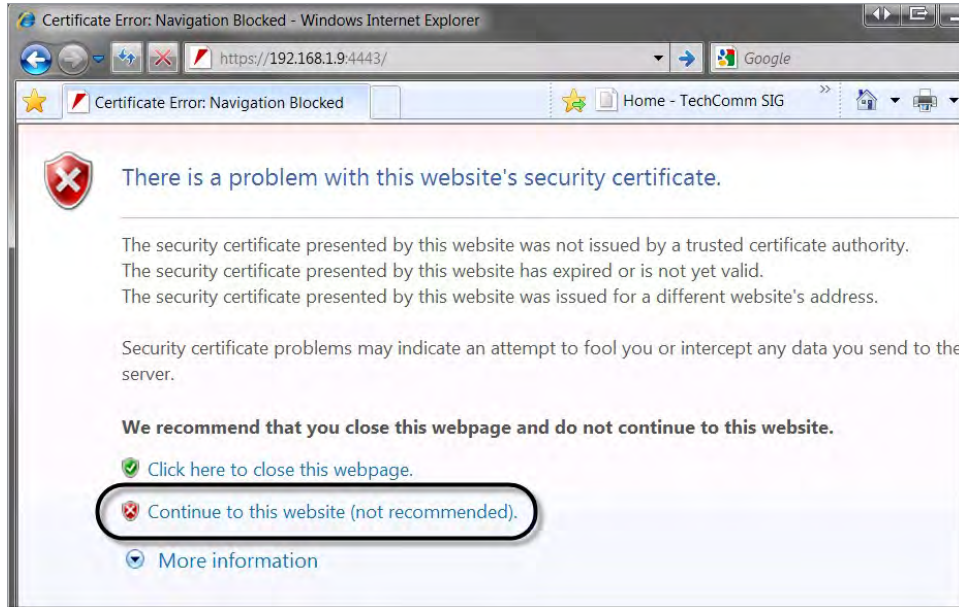 Certificate Error: Navigation Blocked - Windows Internet Explorer
https://192.168.1.9:4443/
Google
Certificate Error: Navigation Blocked
Home - TechComm SIG
There is a problem with this website's security certificate.
The security certificate presented by this website was not issued by a trusted certificate authority.
The security certificate presented by this website has expired or is not yet valid.
The security certificate presented by this website was issued for a different website's address.
Security certificate problems may indicate an attempt to fool you or intercept any data you send to the
server.
We recommend that you close this webpage and do not continue to this website.
Click here to close this webpage.
Continue to this website (not recommended).
More information